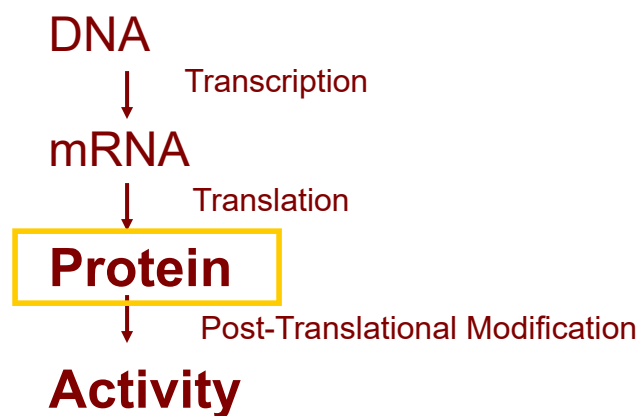 DNA
Transcription
mRNA
Translation
Protein
Post-Translational Modification
Activity